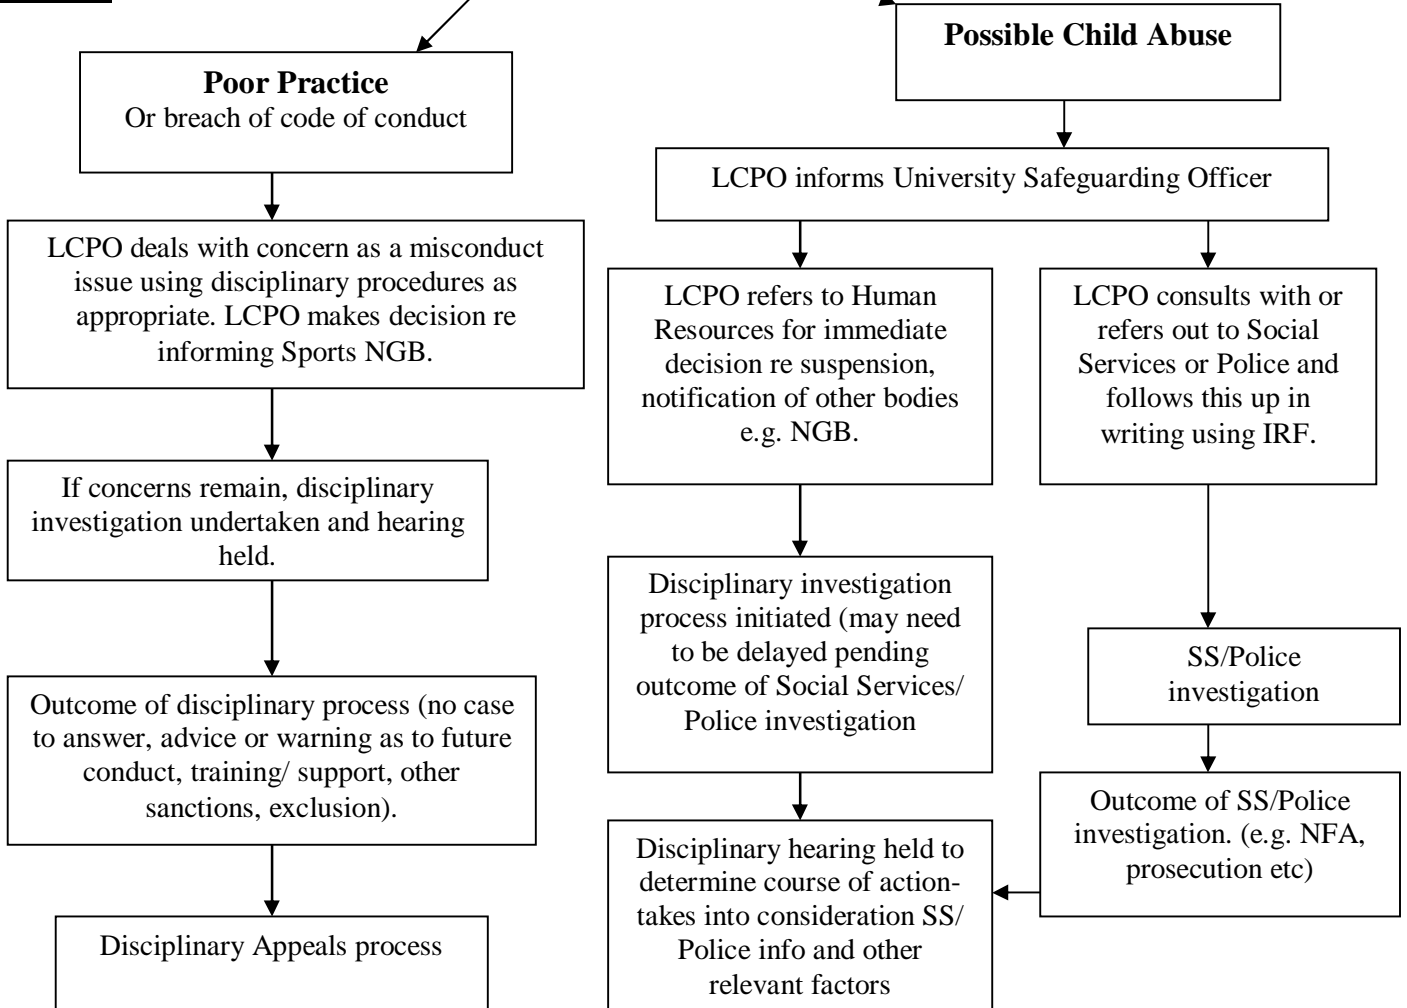 Poor Practice
Or breach of code of conduct
LCPO deals with concern as a misconduct
issue using disciplinary procedures as
appropriate. LCPO makes decision re
informing Sports NGB.
If concerns remain, disciplinary
investigation undertaken and hearing
held.
Outcome of disciplinary process (no case
to answer, advice or warning as to future
conduct, training/ support, other
sanctions, exclusion).
Disciplinary Appeals process
Possible Child Abuse
LCPO informs University Safeguarding Officer
LCPO refers to Human
Resources for immediate
decision re suspension,
notification of other bodies
e.g. NGB.
Disciplinary investigation
process initiated (may need
to be delayed pending
outcome of Social Services/
Police investigation
Disciplinary hearing held to
determine course of action-
takes into consideration SS/
Police info and other
relevant factors
LCPO consults with or
refers out to Social
Services or Police and
follows this up in
writing using IRF.
SS/Police
investigation
Outcome of SS/Police
investigation. (e.g. NFA,
prosecution etc)